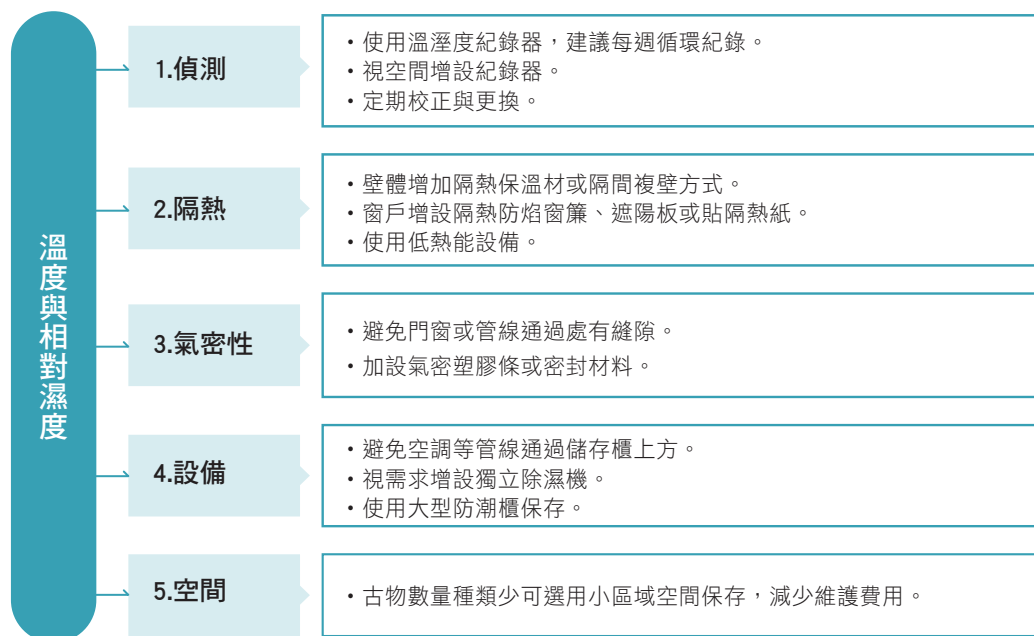 溫度與相對濕度
1.偵測
・使用溫溼度紀錄器，建議每週循環紀錄。
・視空間增設紀錄器。
・定期校正與更換。
2.隔熱
・壁體增加隔熱保溫材或隔間複壁方式。
・窗戶增設隔熱防焰窗簾、遮陽板或貼隔熱紙。
・使用低熱能設備。
3.氣密性
・避免門窗或管線通過處有縫隙。
・加設氣密塑膠條或密封材料。
4.設備
・避免空調等管線通過儲存櫃上方。
・視需求增設獨立除濕機。
・使用大型防潮櫃保存。
5.空間
・古物數量種類少可選用小區域空間保存，減少維護費用。